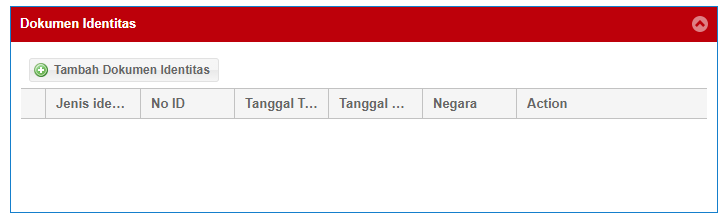 Dokumen Identitas
Tambah Dokumen Identitas
Jenis ide... No ID Tanggal T... Tanggal ... Negara Action